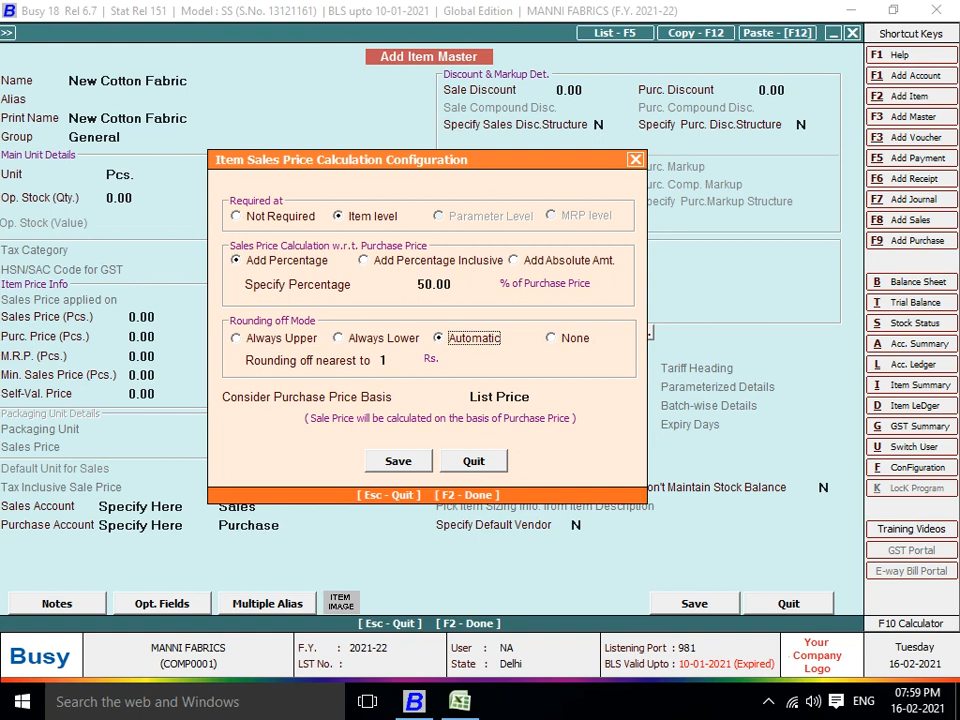 Busy 18 Rel 6.7 | Stat Rel 151 | Model : SS (S.No. 13121161) | BLS upto 10-01-2021 | Global Edition | MANNI FABRICS (F.Y. 2021-22)
>> List - F5 Copy - F12 Paste - [F12] Shortcut Keys
Add Item Master
Name New Cotton Fabric
Alias
Print Name New Cotton Fabric
Group General
Main Unit Details
Unit Pcs.
Op. Stock (Qty.) 0.00
Op. Stock (Value)
Tax Category
HSN/SAC Code for GST
Item Price Info
Sales Price applied on
Sales Price (Pcs.) 0.00
Purc. Price (Pcs.) 0.00
M.R.P. (Pcs.) 0.00
Min. Sales Price (Pcs.) 0.00
Self-Val. Price 0.00
Packaging Unit Details
Packaging Unit
Sales Price
Default Unit for Sales
Tax Inclusive Sale Price
Sales Account Specify Here Sales
Purchase Account Specify Here Purchase
Discount & Markup Det.
Sale Discount 0.00 Purc. Discount 0.00
Sale Compound Disc. Purc. Compound Disc.
Specify Sales Disc.Structure N Specify Purc. Disc.Structure N
urc. Markup
urc. Comp. Markup
ecify Purc.Markup Structure
Item Sales Price Calculation Configuration
Required at
Not Required Item level Parameter Level MRP level
Sales Price Calculation w.r.t. Purchase Price
Add Percentage Add Percentage Inclusive Add Absolute Amt.
Specify Percentage 50.00 % of Purchase Price
Rounding off Mode
Always Upper Always Lower Automatic None
Rounding off nearest to 1 Rs.
Consider Purchase Price Basis List Price
( Sale Price will be calculated on the basis of Purchase Price )
Save Quit
[ Esc - Quit ] [ F2 - Done ]
Tariff Heading
Parameterized Details
Batch-wise Details
Expiry Days
on't Maintain Stock Balance N
Pick Item Sizing Info. from Item Description
Specify Default Vendor N
Notes Opt. Fields Multiple Alias ITEM IMAGE Save Quit
[ Esc - Quit ] [ F2 - Done ]
F1 Help
F1 Add Account
F2 Add Item
F3 Add Master
F3 Add Voucher
F5 Add Payment
F6 Add Receipt
F7 Add Journal
F8 Add Sales
F9 Add Purchase
B Balance Sheet
T Trial Balance
S Stock Status
A Acc. Summary
L Acc. Ledger
I Item Summary
D Item LeDger
G GST Summary
U Switch User
F ConFiguration
K LocK Program
Training Videos
GST Portal
E-way Bill Portal
F10 Calculator
Busy
MANNI FABRICS
(COMP0001)
F.Y. : 2021-22
LST No. :
User : NA
State : Delhi
Listening Port : 981
BLS Valid Upto : 10-01-2021 (Expired)
Your
Company
Logo
Tuesday
16-02-2021
Search the web and Windows
ENG
07:59 PM
16-02-2021